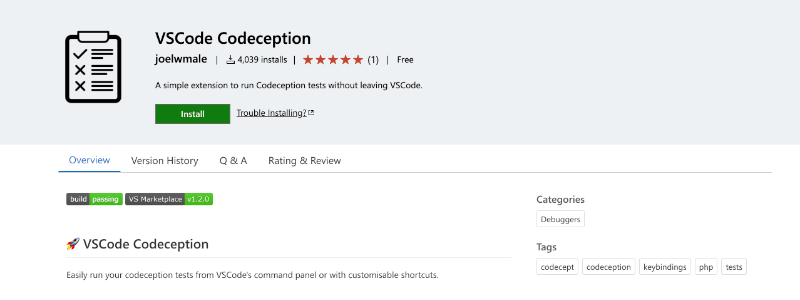 VSCode Codeception
joelwmale | 4,039 installs | ★★★★★ (1) | Free
A simple extension to run Codeception tests without leaving VSCode.
Install Trouble Installing?
Overview Version History Q & A Rating & Review
build passing VS Marketplace v1.2.0
🚀 VSCode Codeception
Easily run your codeception tests from VSCode's command panel or with customisable shortcuts.
Categories
Debuggers
Tags
codecept codeception keybindings php tests